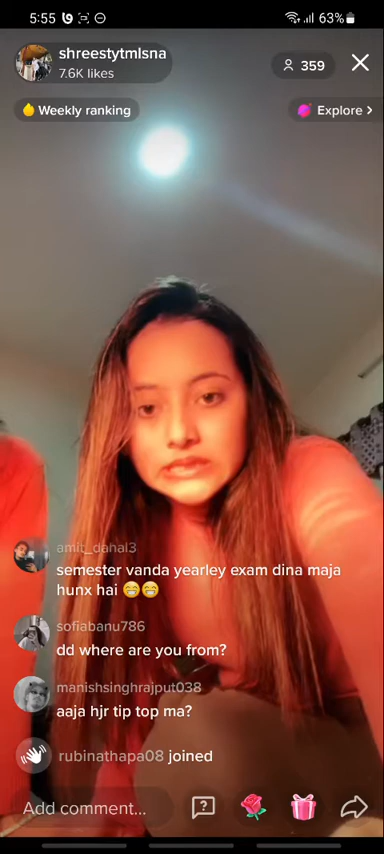 5:55
63%
shreestytmlsna
7.6K likes
359
Weekly ranking
Explore >
amit_dahal3
semester vanda yearley exam dina maja
hunx hai 😁😁
sofiabanu786
dd where are you from?
manishsinghrajput038
aaja hjr tip top ma?
rubinathapa08 joined
Add comment...